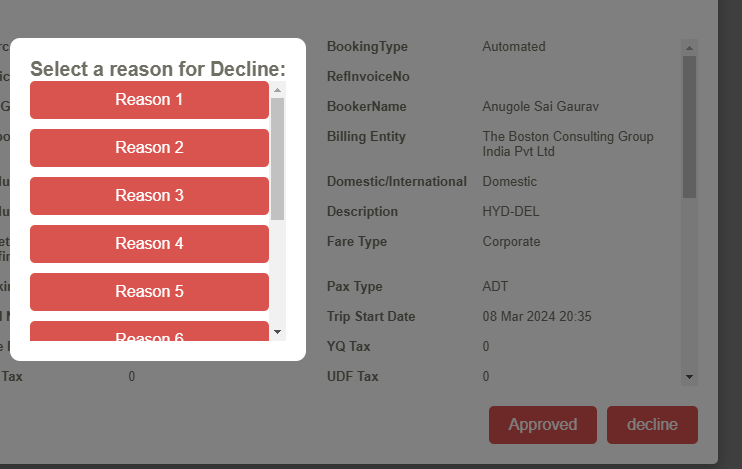 Select a reason for Decline:
Reason 1
Reason 2
Reason 3
Reason 4
Reason 5
Reason 6
BookingType Automated
RefInvoiceNo
BookerName Anugole Sai Gaurav
Billing Entity The Boston Consulting Group
India Pvt Ltd
Domestic/International Domestic
Description HYD-DEL
Fare Type Corporate
Pax Type ADT
Trip Start Date 08 Mar 2024 20:35
YQ Tax 0
Tax 0 UDF Tax 0
Approved decline